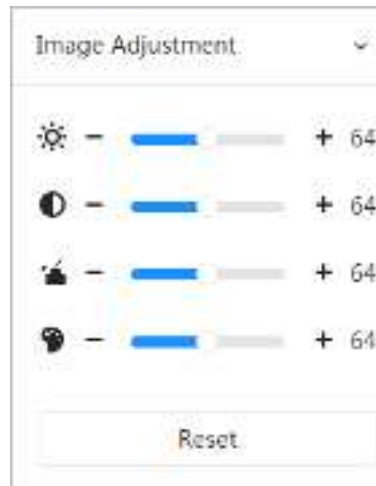 Image Adjustment
− + 64
− + 64
− + 64
− + 64
Reset